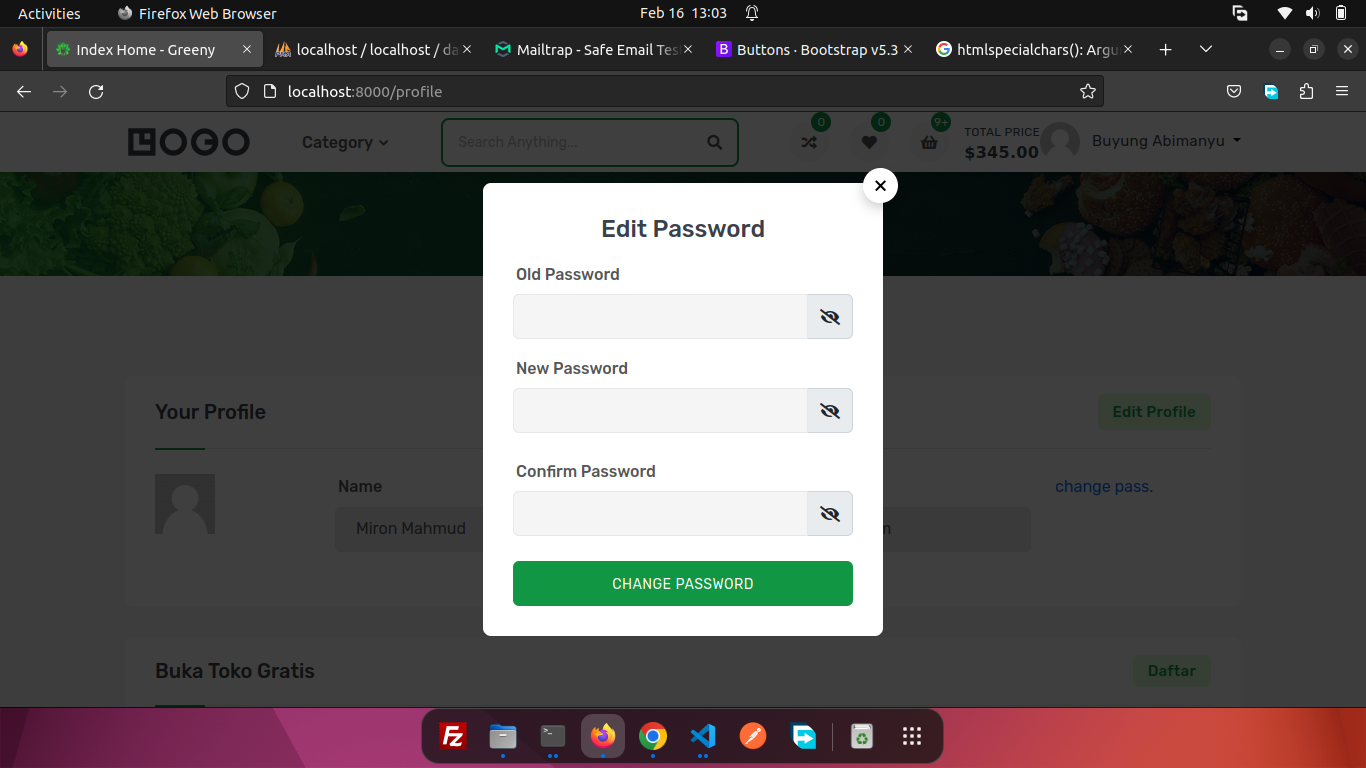 Activities
Firefox Web Browser
Feb 16 13:03
Index Home - Greeny
localhost / localhost / da
Mailtrap - Safe Email Tes
B
Buttons · Bootstrap v5.3
htmlspecialchars(): Argu
localhost:8000/profile
LOGO
Category
Search Anything...
0
0
9+
TOTAL PRICE
$345.00
Buyung Abimanyu
Edit Password
Old Password
New Password
Confirm Password
CHANGE PASSWORD
Your Profile
Edit Profile
Name
change pass.
Miron Mahmud
m
Buka Toko Gratis
Daftar
Fz